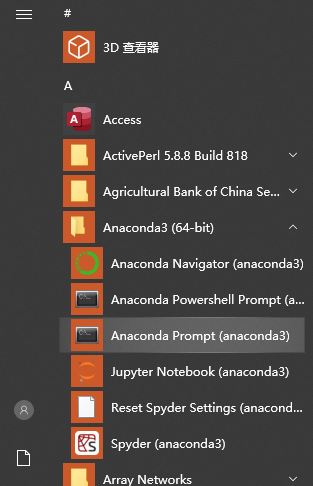 #
3D 查看器
A
Access
ActivePerl 5.8.8 Build 818
Agricultural Bank of China Se...
Anaconda3 (64-bit)
Anaconda Navigator (anaconda3)
Anaconda Powershell Prompt (a...
Anaconda Prompt (anaconda3)
Jupyter Notebook (anaconda3)
Reset Spyder Settings (anacond...
Spyder (anaconda3)
Array Networks